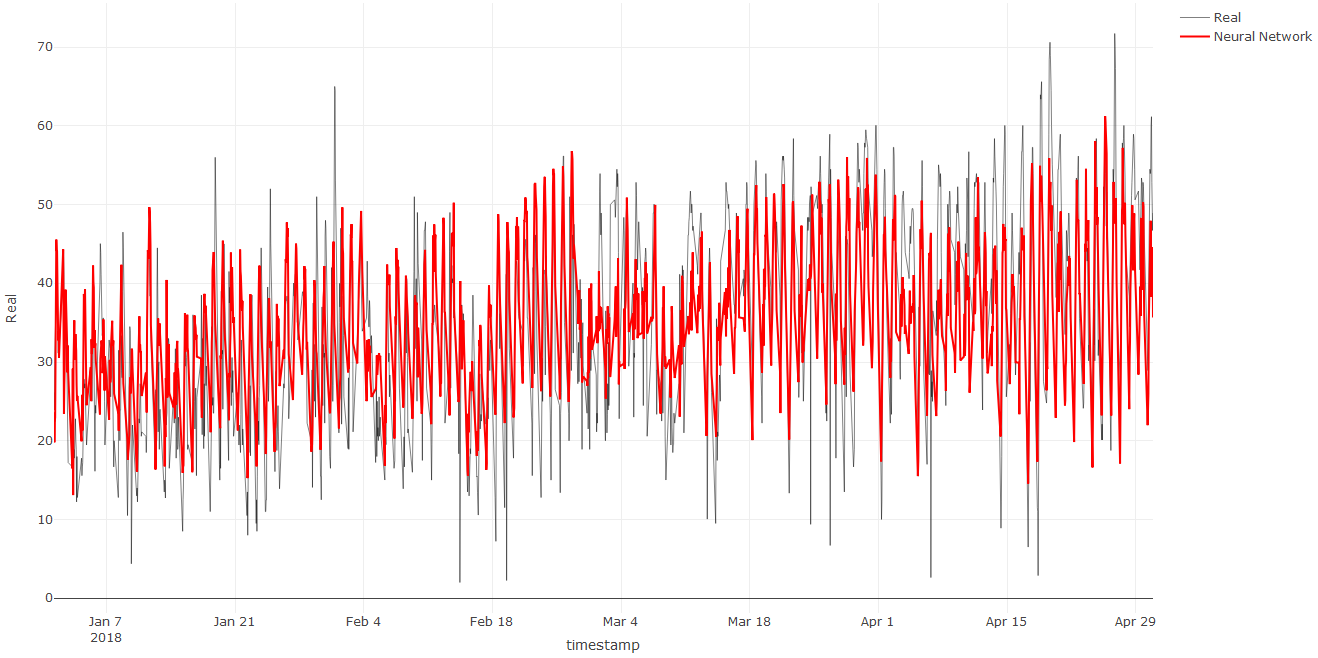 Real
Neural Network
70
60
50
40
30
20
10
0
Real
Jan 7
2018
Jan 21
Feb 4
Feb 18
Mar 4
Mar 18
Apr 1
Apr 15
Apr 29
timestamp